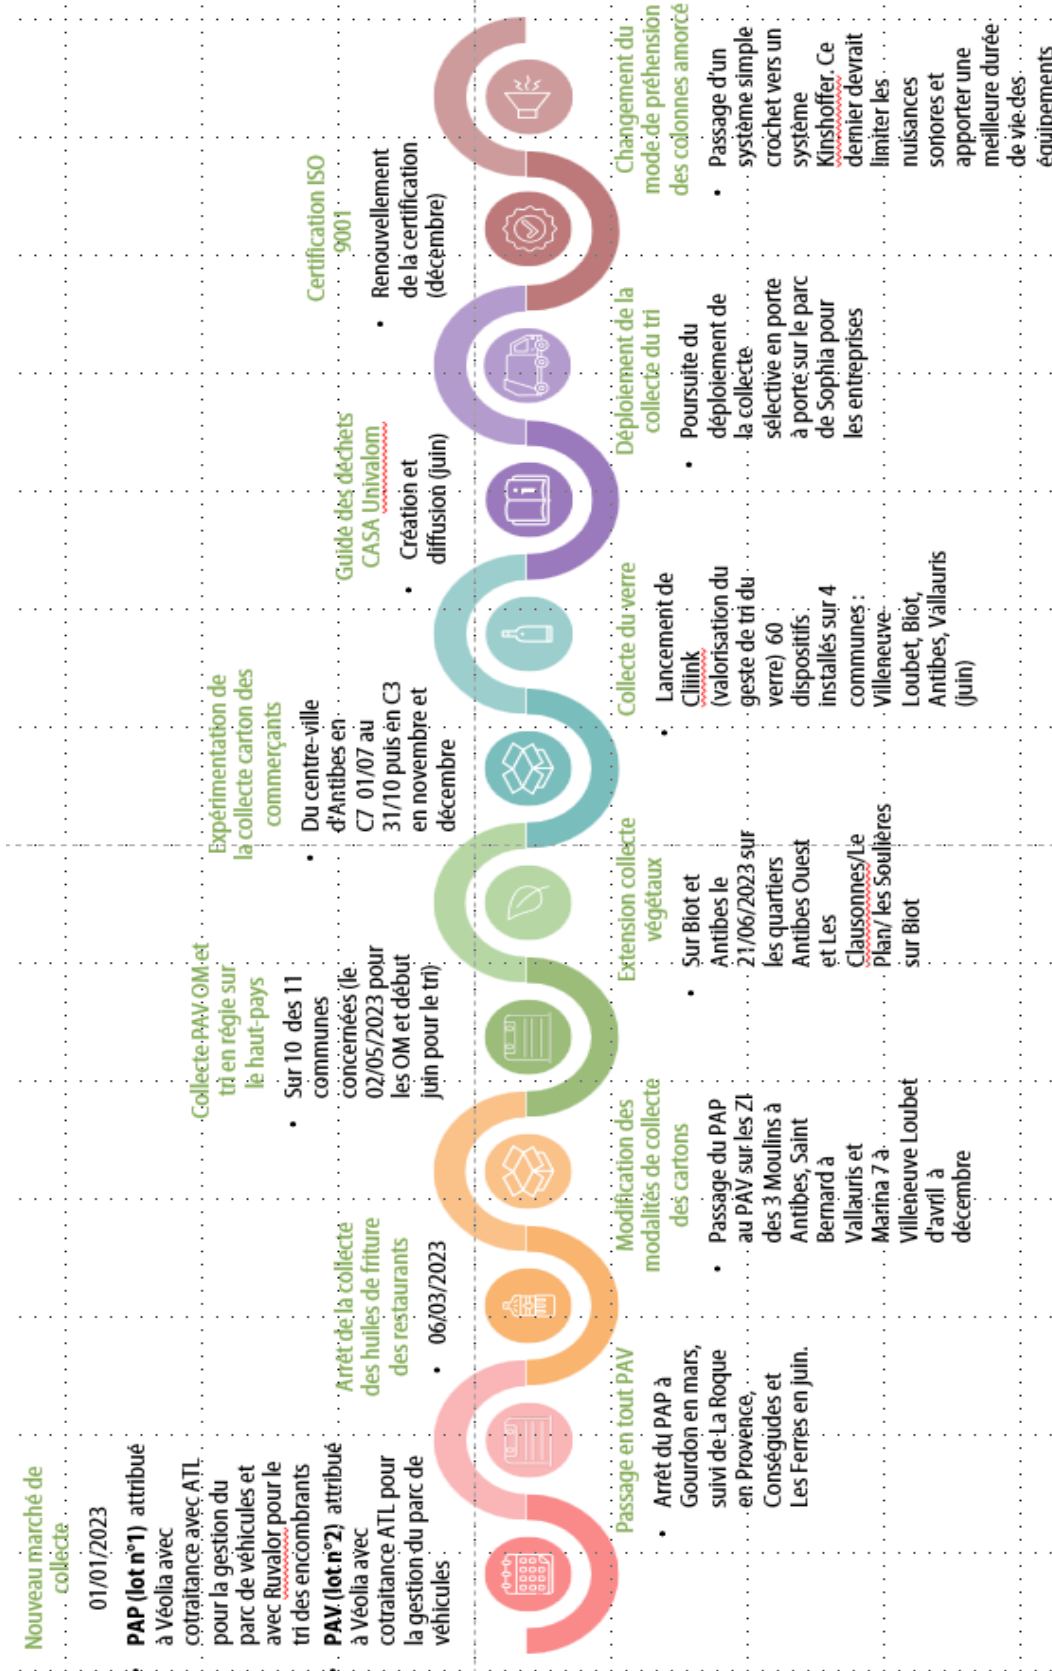 Nouveau marché de
collecte
01/01/2023
PAP (lot n°1) attribué
à Véolia avec
cotraitance avec ATL
pour la gestion du
parc de véhicules et
avec Ruvalor pour le
tri des encombrants
PAV (lot n°2) attribué
à Véolia avec
cotraitance ATL pour
la gestion du parc de
véhicules
Passage en tout PAV
• Arrêt du PAP à
Gourdon en mars,
suivi de La Roque
en Provence,
Conségudes et
Les Ferres en juin.
Arrêt de la collecte
des huiles de friture
des restaurants
• 06/03/2023
Modification des
modalités de collecte
des cartons
• Passage du PAP
au PAV sur les ZI
des 3 Moulins à
Antibes, Saint
Bernard à
Vallauris et
Marina 7 à
Villeneuve Loubet
d'avril à
décembre
Collecte PAV OM et
tri en régie sur
le haut-pays
• Sur 10 des 11
communes
concernées (le
02/05/2023 pour
les OM et début
juin pour le tri)
Extension collecte
végétaux
• Sur Biot et
Antibes le
21/06/2023 sur
les quartiers
Antibes Ouest
et Les
Clausonnes/Le
Plan/ les Soulières
sur Biot
Expérimentation de
la collecte carton des
commerçants
• Du centre-ville
d'Antibes en
C7 01/07 au
31/10 puis en C3
en novembre et
décembre
Collecte du verre
• Lancement de
Cliiink
(valorisation du
geste de tri du
verre) 60
dispositifs
installés sur 4
communes :
Villeneuve
Loubet, Biot,
Antibes, Vallauris
(juin)
Guide des déchets
CASA Univalom
• Création et
diffusion (juin)
Déploiement de la
collecte du tri
• Poursuite du
déploiement de
la collecte
sélective en porte
à porte sur le parc
de Sophia pour
les entreprises
Certification ISO
9001
• Renouvellement
de la certification
(décembre)
Changement du
mode de préhension
des colonnes amorcé
• Passage d'un
système simple
crochet vers un
système
Kinshoffer. Ce
dernier devrait
limiter les
nuisances
sonores et
apporter une
meilleure durée
de vie des
équipements